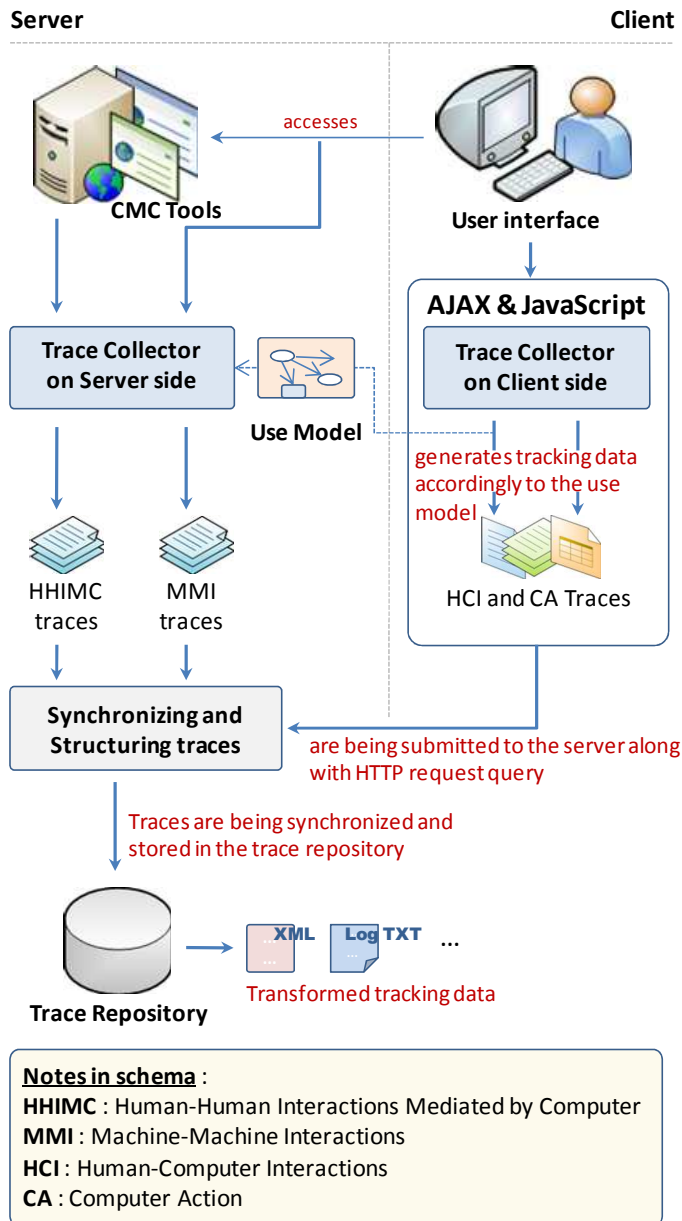 Server
Client
accesses
CMC Tools
User interface
AJAX & JavaScript
Trace Collector
on Server side
Trace Collector
on Client side
Use Model
generates tracking data
accordingly to the use
model
HHIMC
traces
MMI
traces
HCI and CA Traces
Synchronizing and
Structuring traces
are being submitted to the server along
with HTTP request query
Traces are being synchronized and
stored in the trace repository
XML
...
...
Log TXT
...
...
Transformed tracking data
Trace Repository
Notes in schema :
HHIMC : Human-Human Interactions Mediated by Computer
MMI : Machine-Machine Interactions
HCI : Human-Computer Interactions
CA : Computer Action